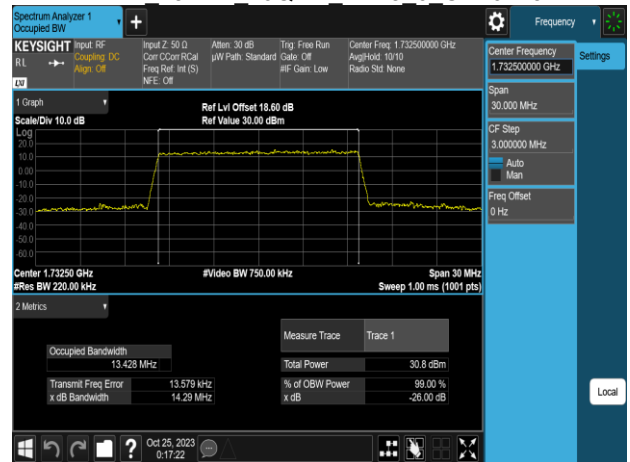 Spectrum Analyzer 1
Occupied BW
+
Frequency
KEYSIGHT
RL
LXI
Input: RF
Coupling: DC
Align: Off
Input Z: 50 Ω
Corr CCorr RCal
Freq Ref: Int (S)
NFE: Off
Atten: 30 dB
µW Path: Standard
Trig: Free Run
Gate: Off
#IF Gain: Low
Center Freq: 1.732500000 GHz
Avg|Hold: 10/10
Radio Std: None
Center Frequency
1.732500000 GHz
Settings
Span
30.000 MHz
CF Step
3.000000 MHz
Auto
Man
Freq Offset
0 Hz
Local
1 Graph
Scale/Div 10.0 dB
Ref Lvl Offset 18.60 dB
Ref Value 30.00 dBm
Log
20.0
10.0
0.00
-10.0
-20.0
-30.0
-40.0
-50.0
-60.0
Center 1.73250 GHz
#Res BW 220.00 kHz
#Video BW 750.00 kHz
Span 30 MHz
Sweep 1.00 ms (1001 pts)
2 Metrics
Measure Trace Trace 1
Occupied Bandwidth
13.428 MHz
Total Power 30.8 dBm
Transmit Freq Error 13.579 kHz
% of OBW Power 99.00 %
x dB Bandwidth 14.29 MHz
x dB -26.00 dB
?
Oct 25, 2023
0:17:22